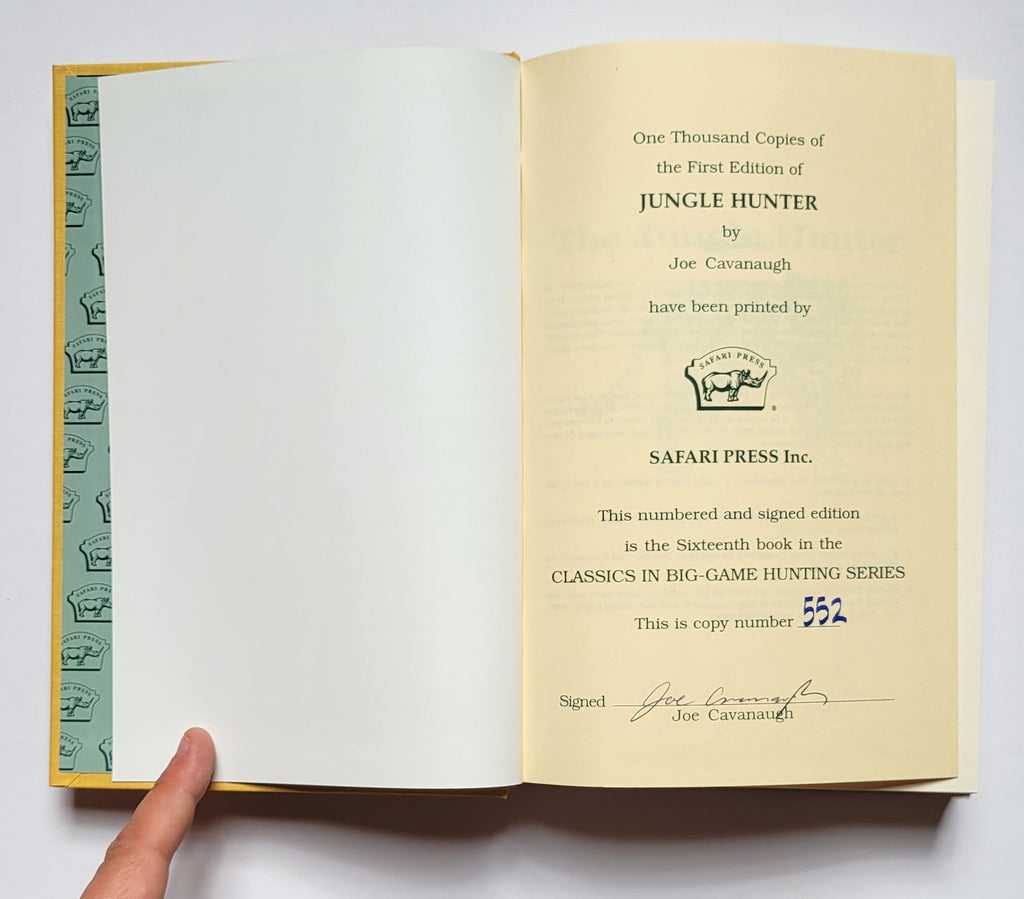 One Thousand Copies of
the First Edition of
JUNGLE HUNTER
by
Joe Cavanaugh
have been printed by
SAFARI PRESS
®
SAFARI PRESS Inc.
This numbered and signed edition
is the Sixteenth book in the
CLASSICS IN BIG-GAME HUNTING SERIES
This is copy number 552
Signed Joe Cavanaugh
Joe Cavanaugh